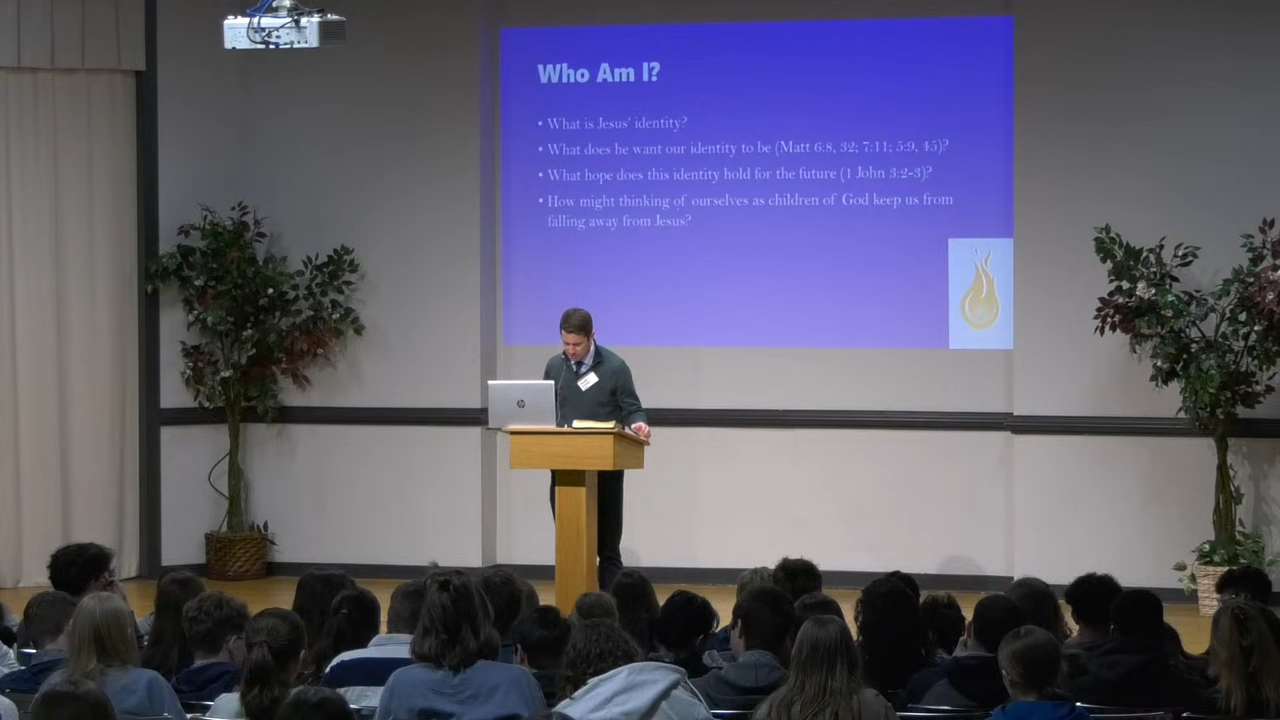 Who Am I?
• What is Jesus' identity?
• What does he want our identity to be (Matt 6:8, 32; 7:11; 5:9, 45)?
• What hope does this identity hold for the future (1 John 3:2-3)?
• How might thinking of ourselves as children of God keep us from
falling away from Jesus?
hp